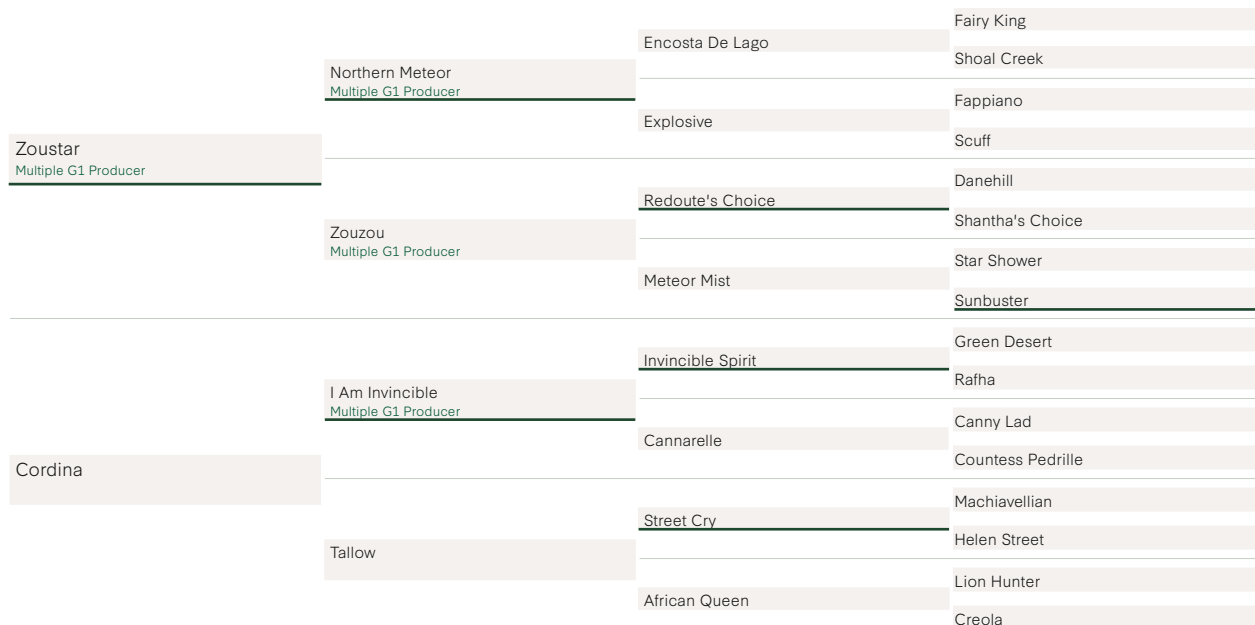 Zoustar
Multiple G1 Producer
Northern Meteor
Multiple G1 Producer
Encosta De Lago
Fairy King
Shoal Creek
Explosive
Fappiano
Scuff
Zouzou
Multiple G1 Producer
Redoute's Choice
Danehill
Shantha's Choice
Meteor Mist
Star Shower
Sunbuster
Cordina
I Am Invincible
Multiple G1 Producer
Invincible Spirit
Green Desert
Rafha
Cannarelle
Canny Lad
Countess Pedrille
Tallow
Street Cry
Machiavellian
Helen Street
African Queen
Lion Hunter
Creola